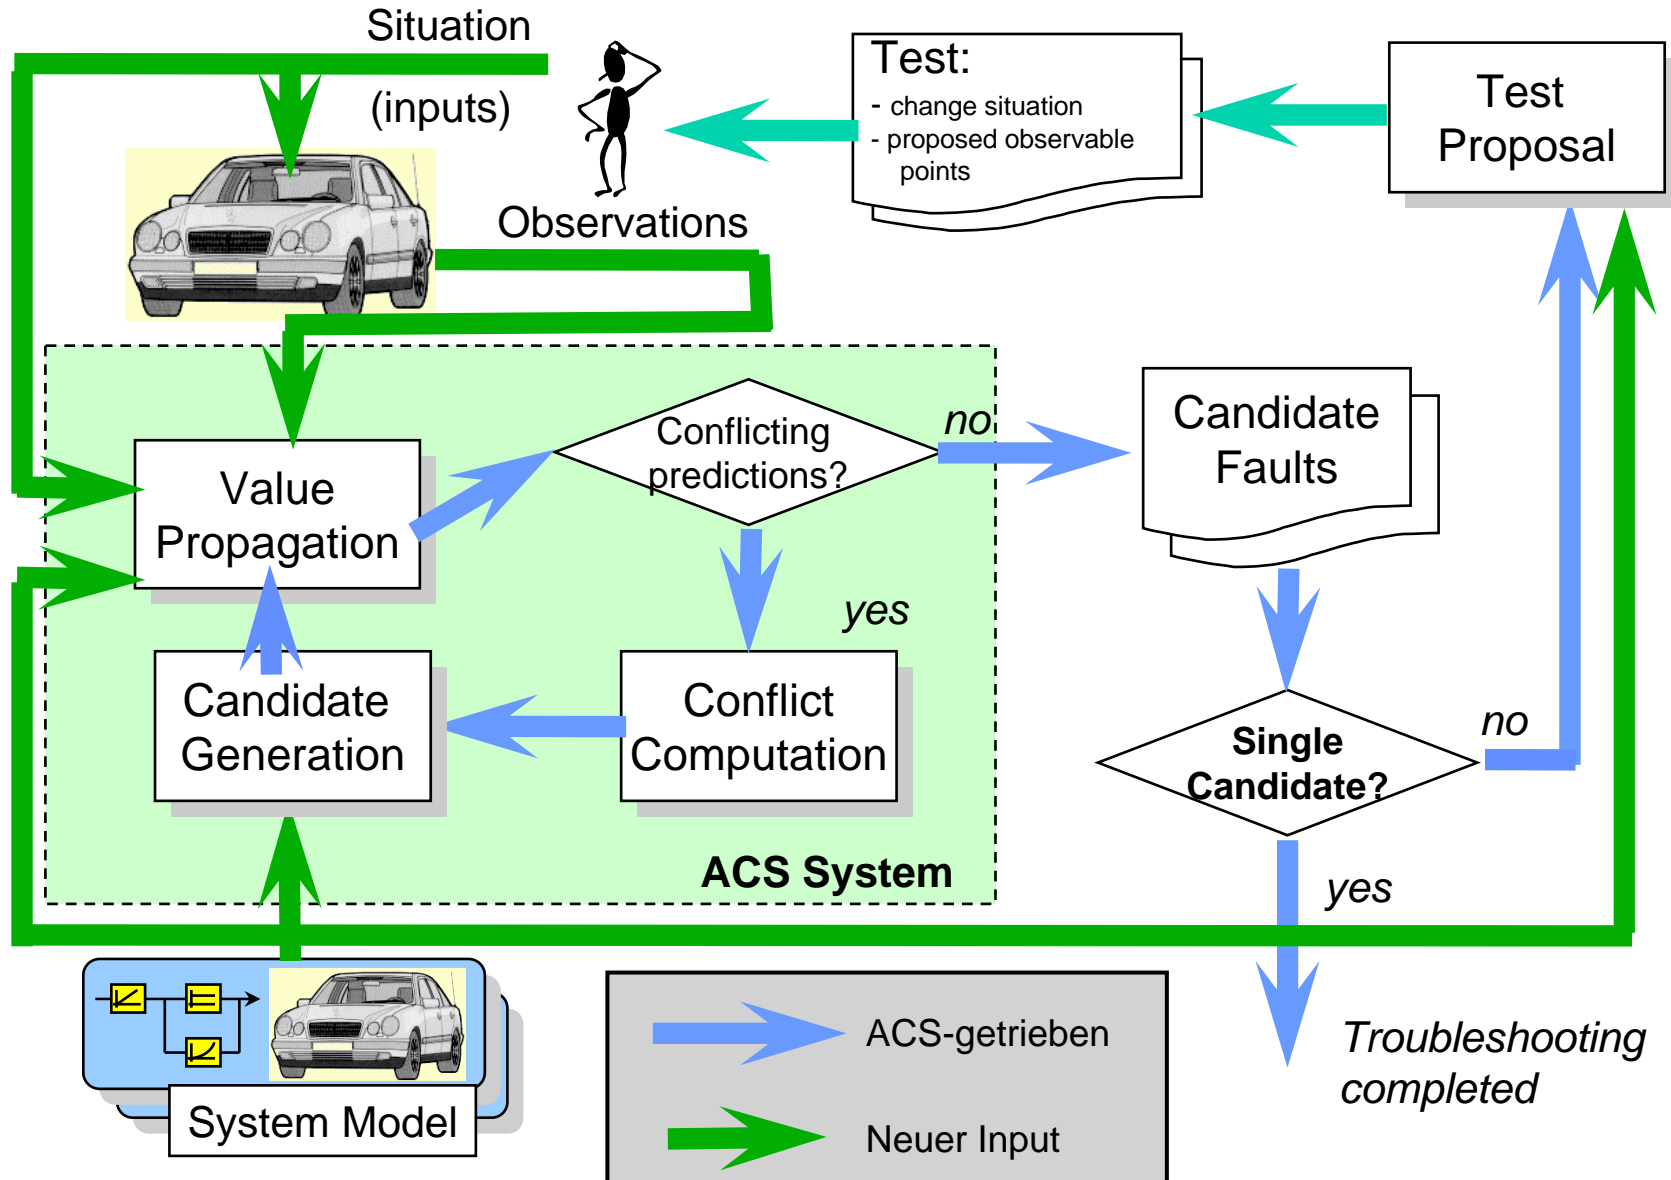 Situation
(inputs)
Test:
- change situation
- proposed observable
points
Test
Proposal
Observations
Value
Propagation
Conflicting
predictions?
no
Candidate
Faults
yes
Candidate
Generation
Conflict
Computation
Single
Candidate?
no
ACS System
yes
System Model
ACS-getrieben
Neuer Input
Troubleshooting
completed